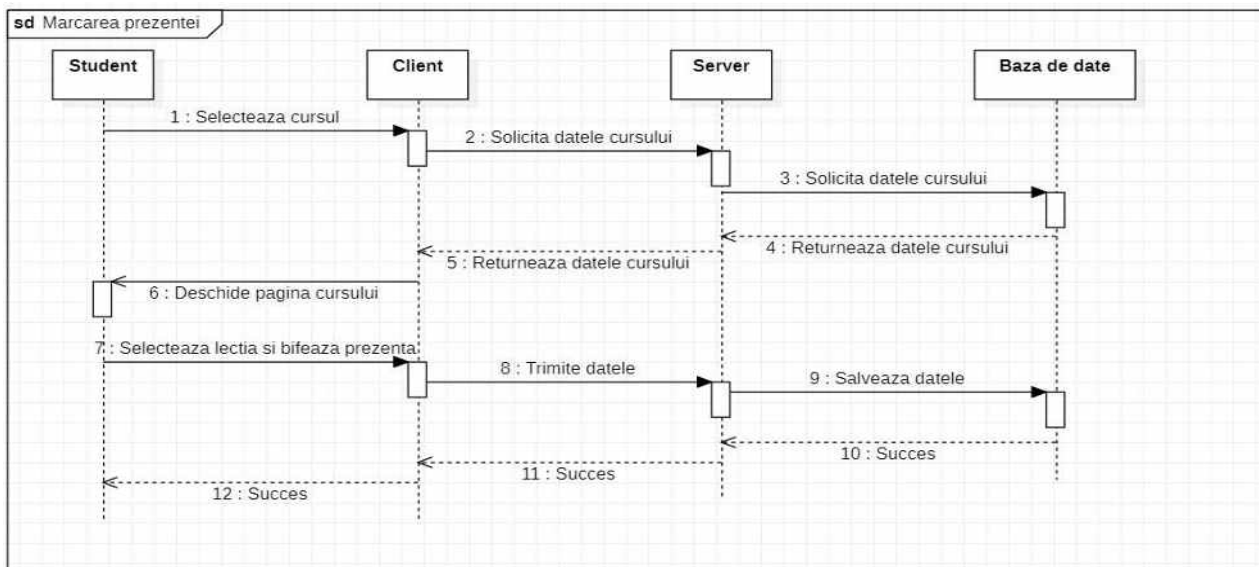 sd Marcarea prezentei
Student
Client
Server
Baza de date
1 : Selecteaza cursul
2 : Solicita datele cursului
3 : Solicita datele cursului
4 : Returneaza datele cursului
5 : Returneaza datele cursului
6 : Deschide pagina cursului
7 : Selecteaza lectia si bifeaza prezenta
8 : Trimite datele
9 : Salveaza datele
10 : Succes
11 : Succes
12 : Succes